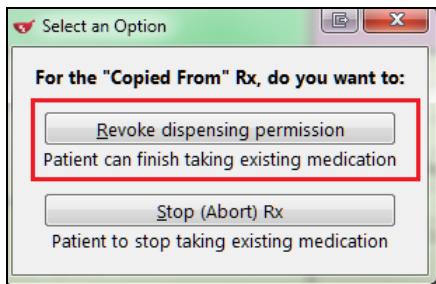 Select an Option
For the "Copied From" Rx, do you want to:
Revoke dispensing permission
Patient can finish taking existing medication
Stop (Abort) Rx
Patient to stop taking existing medication